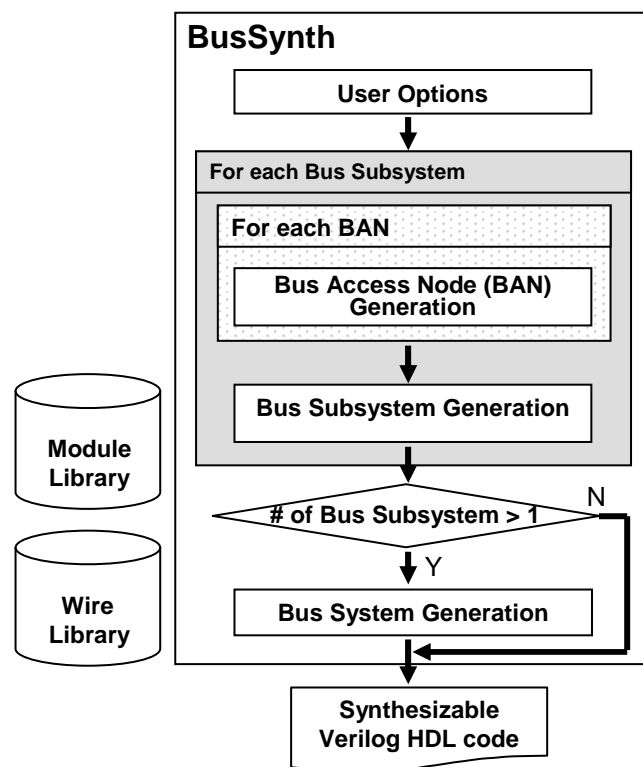 BusSynth
User Options
For each Bus Subsystem
For each BAN
Bus Access Node (BAN)
Generation
Bus Subsystem Generation
Module
Library
# of Bus Subsystem > 1
N
Y
Wire
Library
Bus System Generation
Synthesizable
Verilog HDL code